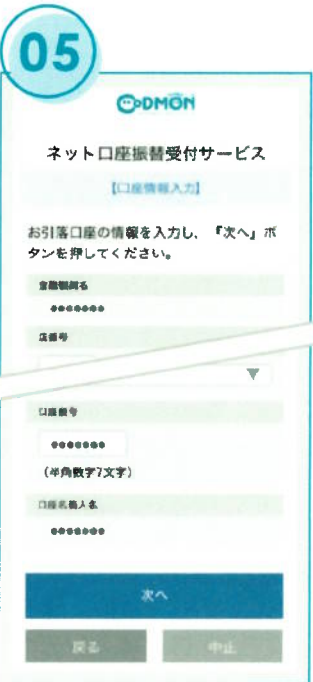 05
CODMON
ネット口座振替受付サービス
【口座情報入力】
お引落口座の情報を入力し、『次へ』ボ
タンを押してください。
金融機関名
●●●●●●●
店番号
口座番号
●●●●●●●
(半角数字7文字)
口座名義人名
●●●●●●●
次へ
戻る
中止